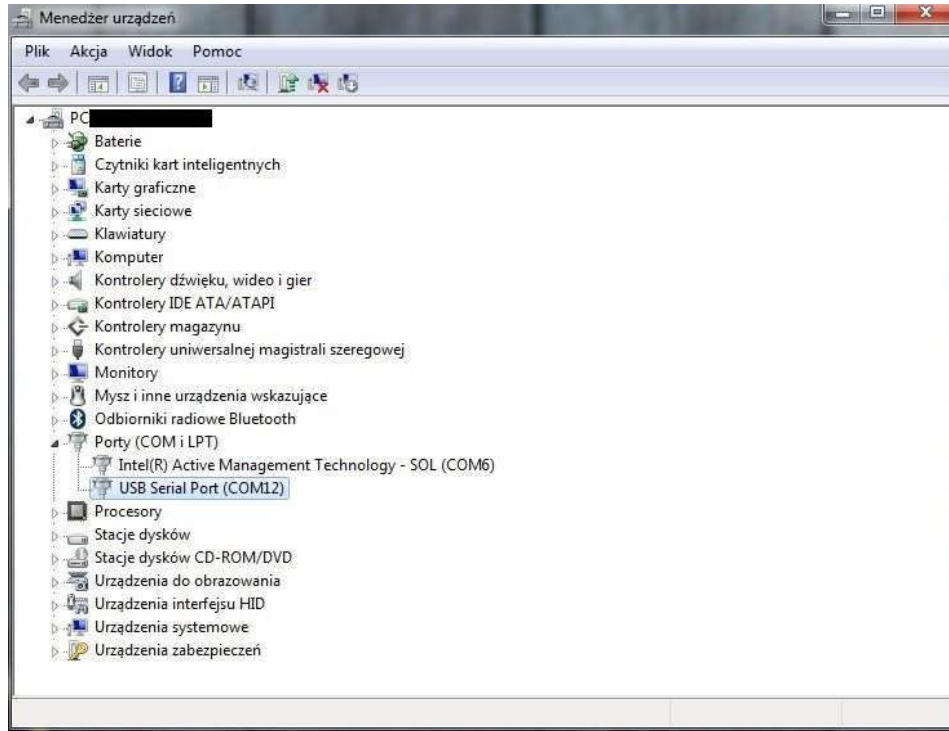 Menedżer urządzeń
Plik Akcja Widok Pomoc
PC
Baterie
Czytniki kart inteligentnych
Karty graficzne
Karty sieciowe
Klawiatury
Komputer
Kontrolery dźwięku, wideo i gier
Kontrolery IDE ATA/ATAPI
Kontrolery magazynu
Kontrolery uniwersalnej magistrali szeregowej
Monitory
Mysz i inne urządzenia wskazujące
Odbiorniki radiowe Bluetooth
Porty (COM i LPT)
Intel(R) Active Management Technology - SOL (COM6)
USB Serial Port (COM12)
Procesory
Stacje dysków
Stacje dysków CD-ROM/DVD
Urządzenia do obrazowania
Urządzenia interfejsu HID
Urządzenia systemowe
Urządzenia zabezpieczeń